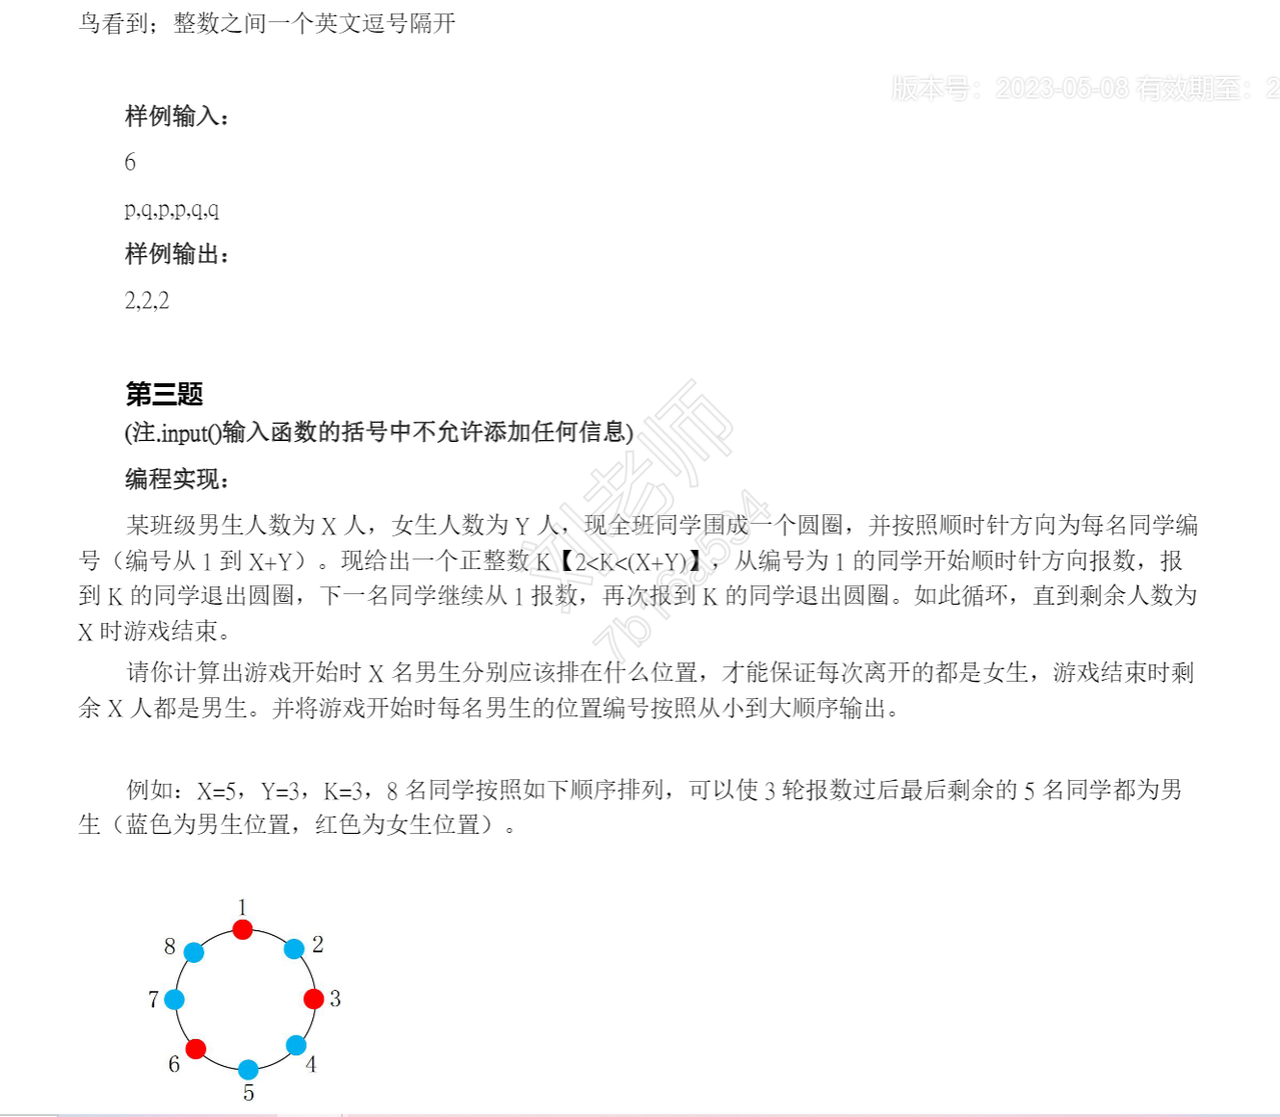 鸟看到；整数之间一个英文逗号隔开
版本号：2023-05-08 有效期至：2
样例输入：
6
p,q,p,p,q,q
样例输出：
2,2,2
第三题
(注.input()输入函数的括号中不允许添加任何信息)
编程实现：
某班级男生人数为 X 人，女生人数为 Y 人，现全班同学围成一个圆圈，并按照顺时针方向为每名同学编
号（编号从 1 到 X+Y）。现给出一个正整数 K【2<K<(X+Y)】，从编号为 1 的同学开始顺时针方向报数，报
到 K 的同学退出圆圈，下一名同学继续从 1 报数，再次报到 K 的同学退出圆圈。如此循环，直到剩余人数为
X 时游戏结束。
请你计算出游戏开始时 X 名男生分别应该排在什么位置，才能保证每次离开的都是女生，游戏结束时剩
余 X 人都是男生。并将游戏开始时每名男生的位置编号按照从小到大顺序输出。
例如：X=5，Y=3，K=3，8 名同学按照如下顺序排列，可以使 3 轮报数过后最后剩余的 5 名同学都为男
生（蓝色为男生位置，红色为女生位置）。
刘老师
7b1f6a594
1
8
2
7
3
6
4
5